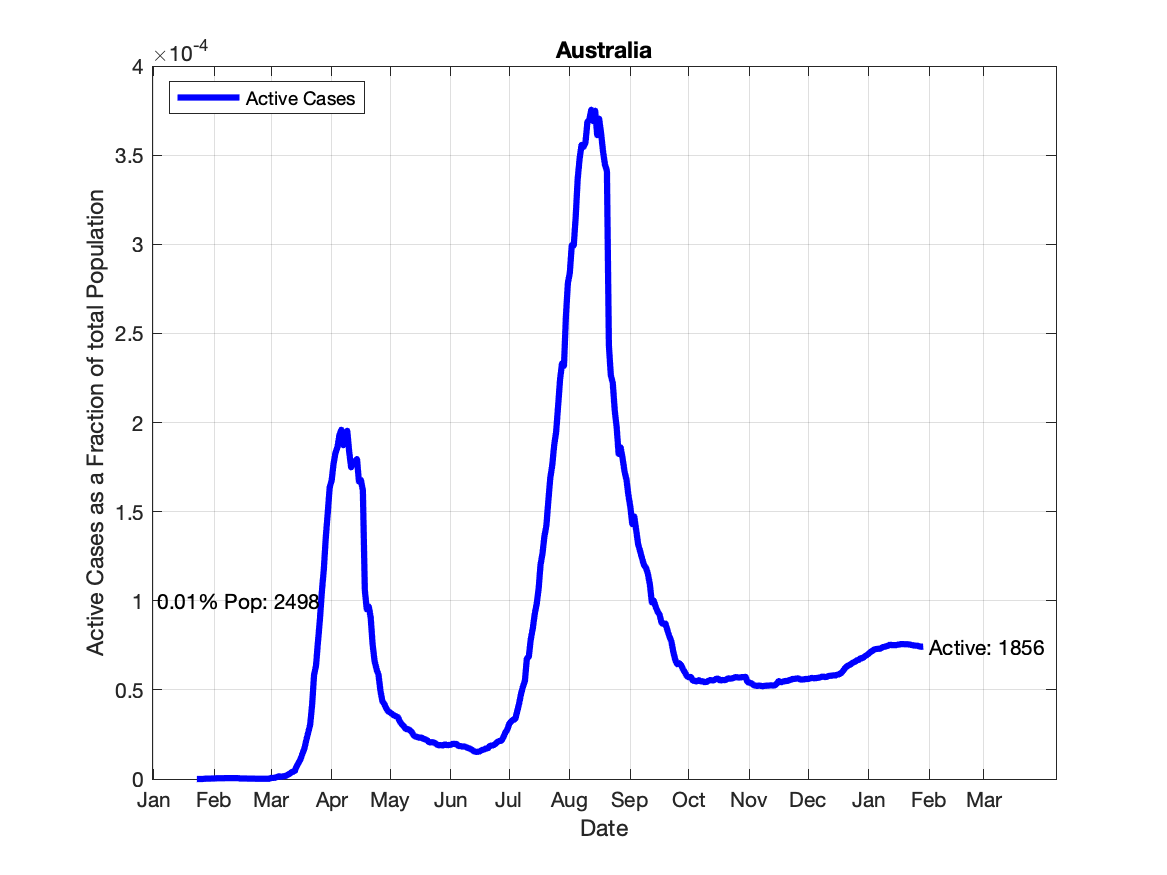 Australia
×10-4
Active Cases
4
3.5
3
2.5
2
1.5
1
0.5
0
Active Cases as a Fraction of total Population
0.01% Pop: 2498
Active: 1856
Jan Feb Mar Apr May Jun Jul Aug Sep Oct Nov Dec Jan Feb Mar
Date